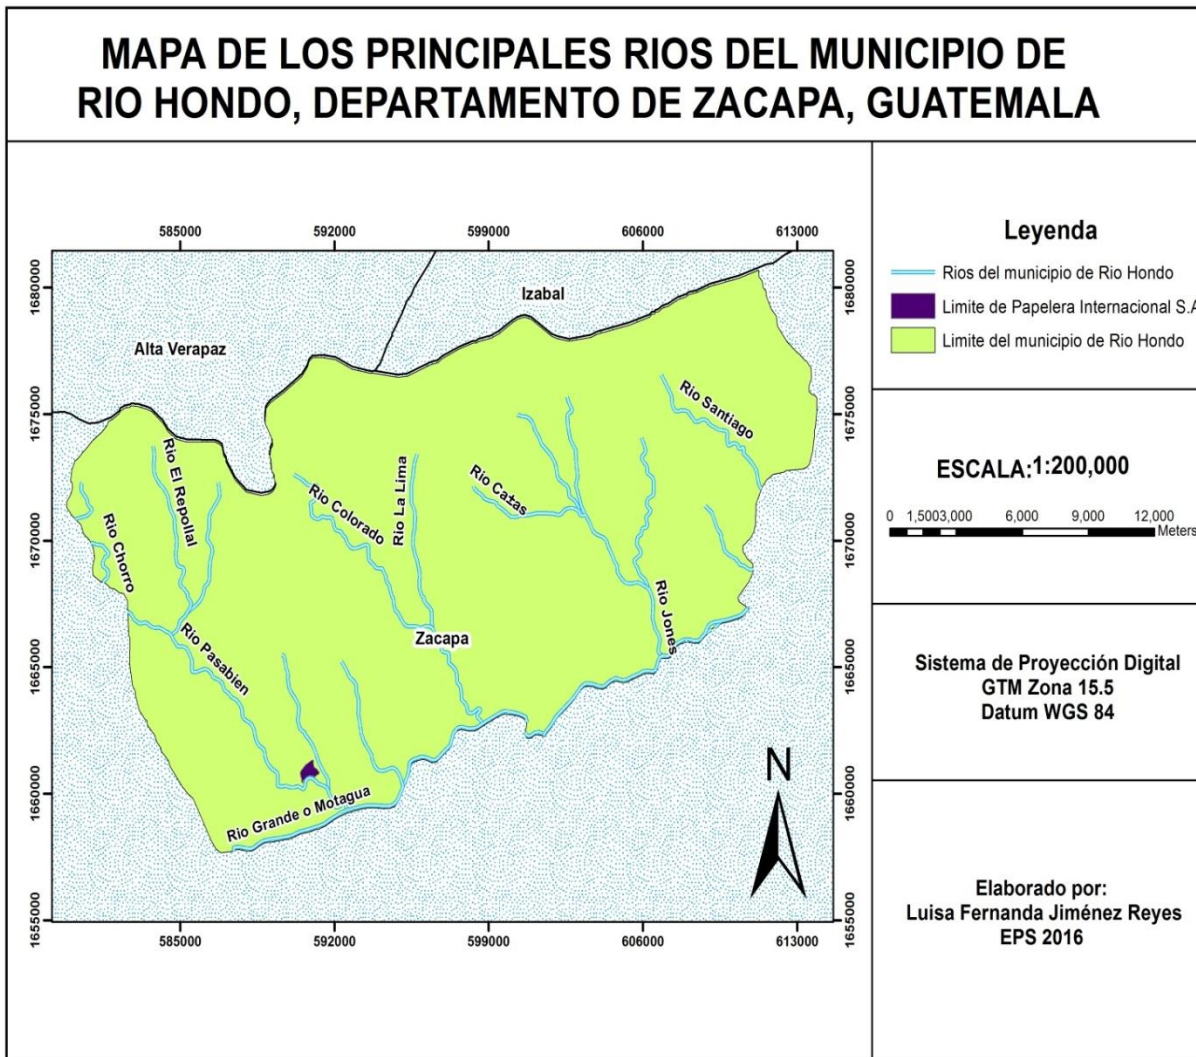 MAPA DE LOS PRINCIPALES RIOS DEL MUNICIPIO DE
RIO HONDO, DEPARTAMENTO DE ZACAPA, GUATEMALA
585000
592000
599000
606000
613000
1680000
1675000
1670000
1665000
1660000
1655000
Izabal
Alta Verapaz
Rio Santiago
Rio El Repollal
Rio Colorado
Rio La Lima
Rio Ca±as
Rio Chorro
Rio Jones
Zacapa
Rio Pasabien
Rio Grande o Motagua
N
1680000
1675000
1670000
1665000
1660000
1655000
585000
592000
599000
606000
613000
Leyenda
Rios del municipio de Rio Hondo
Limite de Papelera Internacional S.A
Limite del municipio de Rio Hondo
ESCALA:1:200,000
0 1,5003,000 6,000 9,000 12,000
Meters
Sistema de Proyección Digital
GTM Zona 15.5
Datum WGS 84
Elaborado por:
Luisa Fernanda Jiménez Reyes
EPS 2016